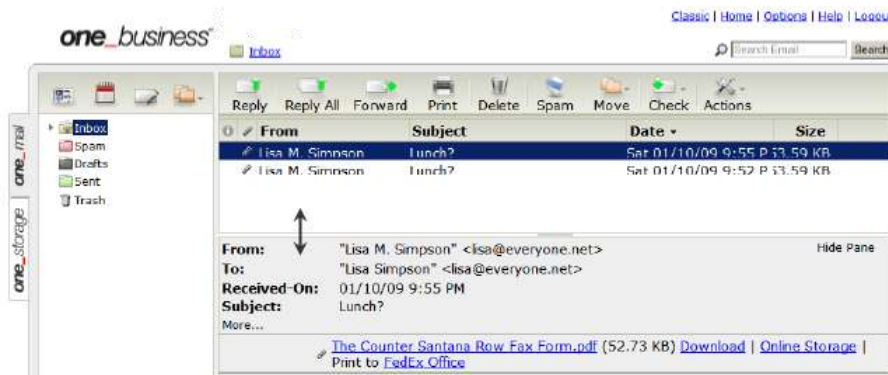 Classic | Home | Options | Help | Logou
one_business
Inbox
Search Email
Search
Reply Reply All Forward Print Delete Spam Move Check Actions
From Subject Date Size
Lisa M. Simpson Lunch? Sat 01/10/09 9:55 P 53.59 KB
Lisa M. Simpson Lunch? Sat 01/10/09 9:52 P 53.59 KB
Inbox
Spam
Drafts
Sent
Trash
one_mail
one_storage
From: "Lisa M. Simpson" <lisa@everyone.net> Hide Pane
To: "Lisa Simpson" <lisa@everyone.net>
Received-On: 01/10/09 9:55 PM
Subject: Lunch?
More...
The Counter Santana Row Fax Form.pdf (52.73 KB) Download | Online Storage |
Print to FedEx Office